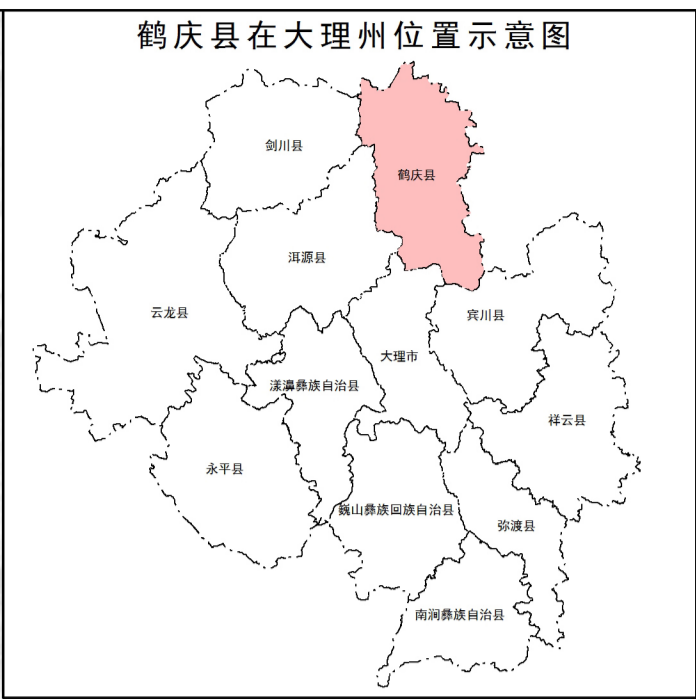 鹤庆县在大理州位置示意图
剑川县
鹤庆县
洱源县
云龙县
宾川县
大理市
漾濞彝族自治县
祥云县
永平县
巍山彝族回族自治县
弥渡县
南涧彝族自治县